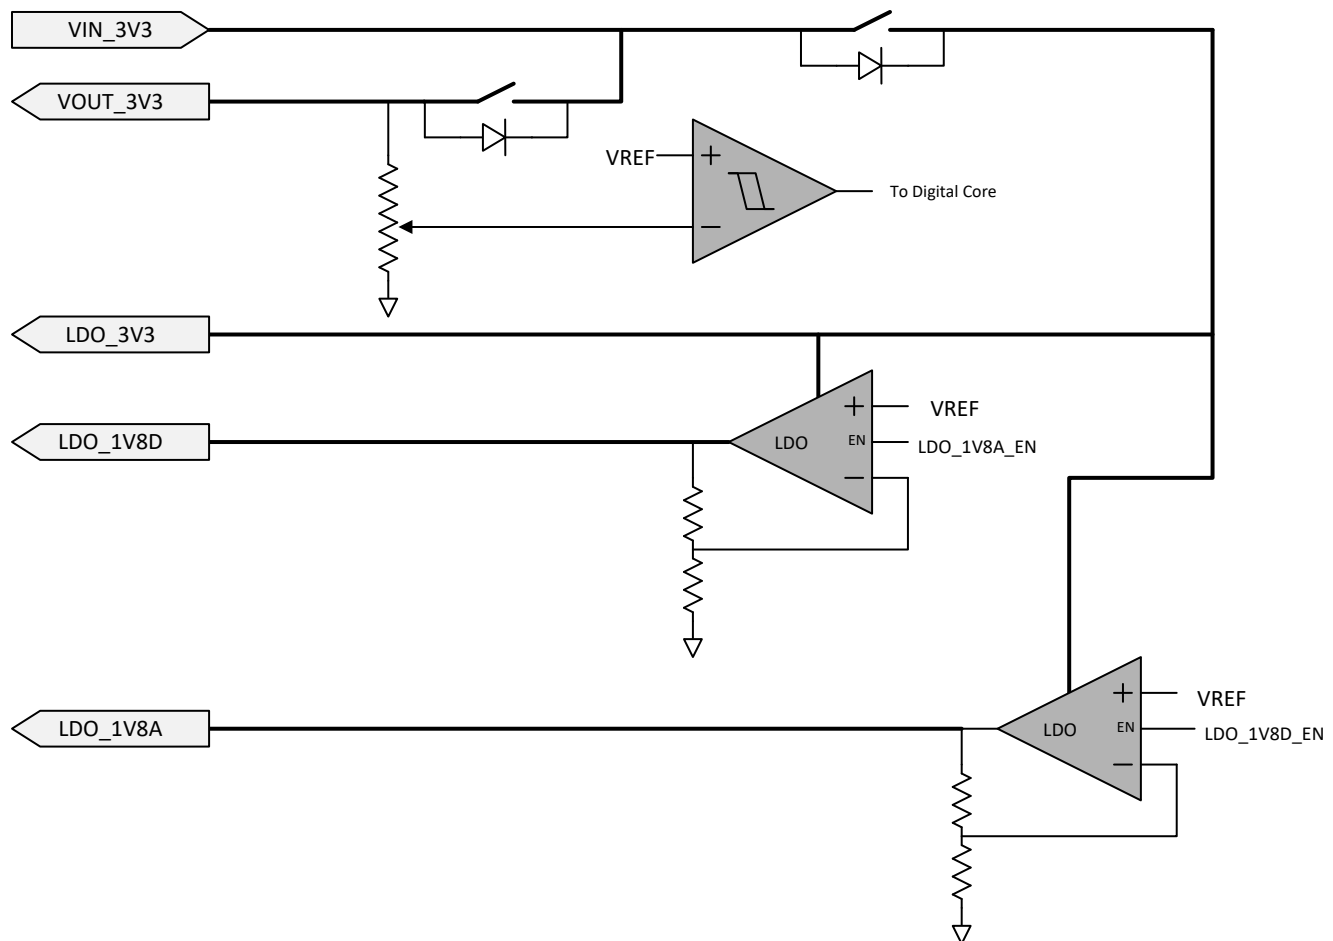 VIN_3V3
VOUT_3V3
VREF
To Digital Core
LDO_3V3
VREF
LDO
EN
LDO_1V8D
LDO_1V8A_EN
VREF
LDO
EN
LDO_1V8A
LDO_1V8D_EN